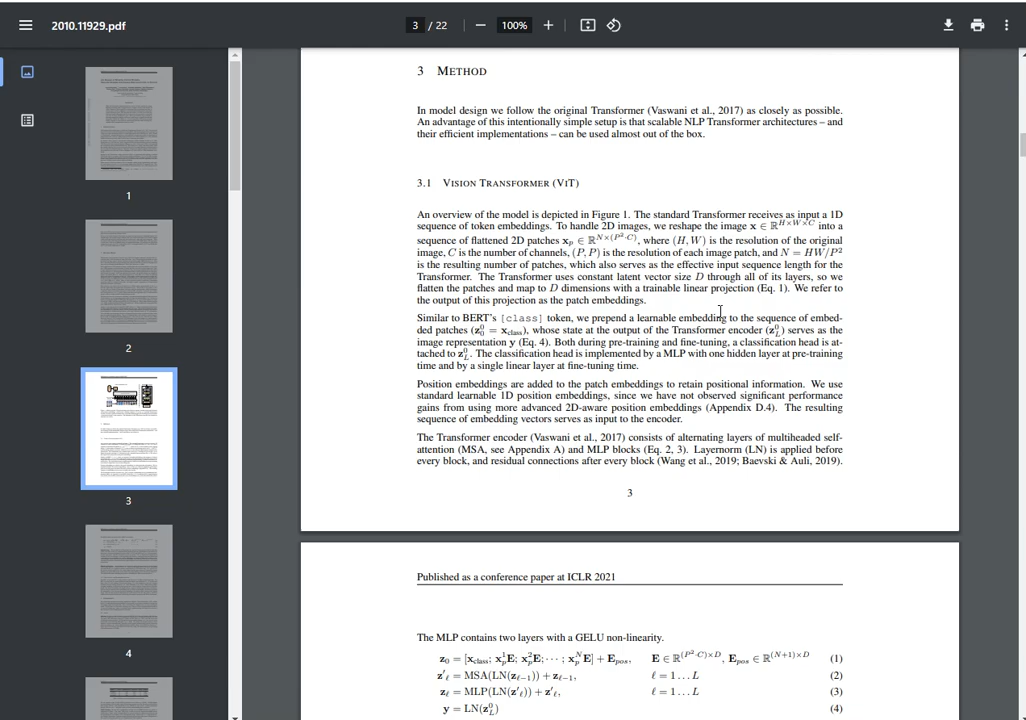 2010.11929.pdf
3 / 22
100%
1
2
3
4
3 METHOD
In model design we follow the original Transformer (Vaswani et al., 2017) as closely as possible.
An advantage of this intentionally simple setup is that scalable NLP Transformer architectures – and
their efficient implementations – can be used almost out of the box.
3.1 VISION TRANSFORMER (VIT)
An overview of the model is depicted in Figure 1. The standard Transformer receives as input a 1D
sequence of token embeddings. To handle 2D images, we reshape the image x ∈ ℝ^{H×W×C} into a
sequence of flattened 2D patches x_p ∈ ℝ^{N×(P²·C)}, where (H, W) is the resolution of the original
image, C is the number of channels, (P, P) is the resolution of each image patch, and N = HW/P²
is the resulting number of patches, which also serves as the effective input sequence length for the
Transformer. The Transformer uses constant latent vector size D through all of its layers, so we
flatten the patches and map to D dimensions with a trainable linear projection (Eq. 1). We refer to
the output of this projection as the patch embeddings.
Similar to BERT's [class] token, we prepend a learnable embedding to the sequence of embed-
ded patches (z_0^0 = x_class), whose state at the output of the Transformer encoder (z_L^0) serves as the
image representation y (Eq. 4). Both during pre-training and fine-tuning, a classification head is at-
tached to z_L^0. The classification head is implemented by a MLP with one hidden layer at pre-training
time and by a single linear layer at fine-tuning time.
Position embeddings are added to the patch embeddings to retain positional information. We use
standard learnable 1D position embeddings, since we have not observed significant performance
gains from using more advanced 2D-aware position embeddings (Appendix D.4). The resulting
sequence of embedding vectors serves as input to the encoder.
The Transformer encoder (Vaswani et al., 2017) consists of alternating layers of multiheaded self-
attention (MSA, see Appendix A) and MLP blocks (Eq. 2, 3). Layernorm (LN) is applied before
every block, and residual connections after every block (Wang et al., 2019; Baevski & Auli, 2019).
3
Published as a conference paper at ICLR 2021
The MLP contains two layers with a GELU non-linearity.
z_0 = [x_class; x_p^1 E; x_p^2 E; ··· ; x_p^N E] + E_pos, E ∈ ℝ^{(P²·C)×D}, E_pos ∈ ℝ^{(N+1)×D} (1)
z'_ℓ = MSA(LN(z_{ℓ−1})) + z_{ℓ−1}, ℓ = 1 . . . L (2)
z_ℓ = MLP(LN(z'_ℓ)) + z'_ℓ, ℓ = 1 . . . L (3)
y = LN(z_L^0) (4)